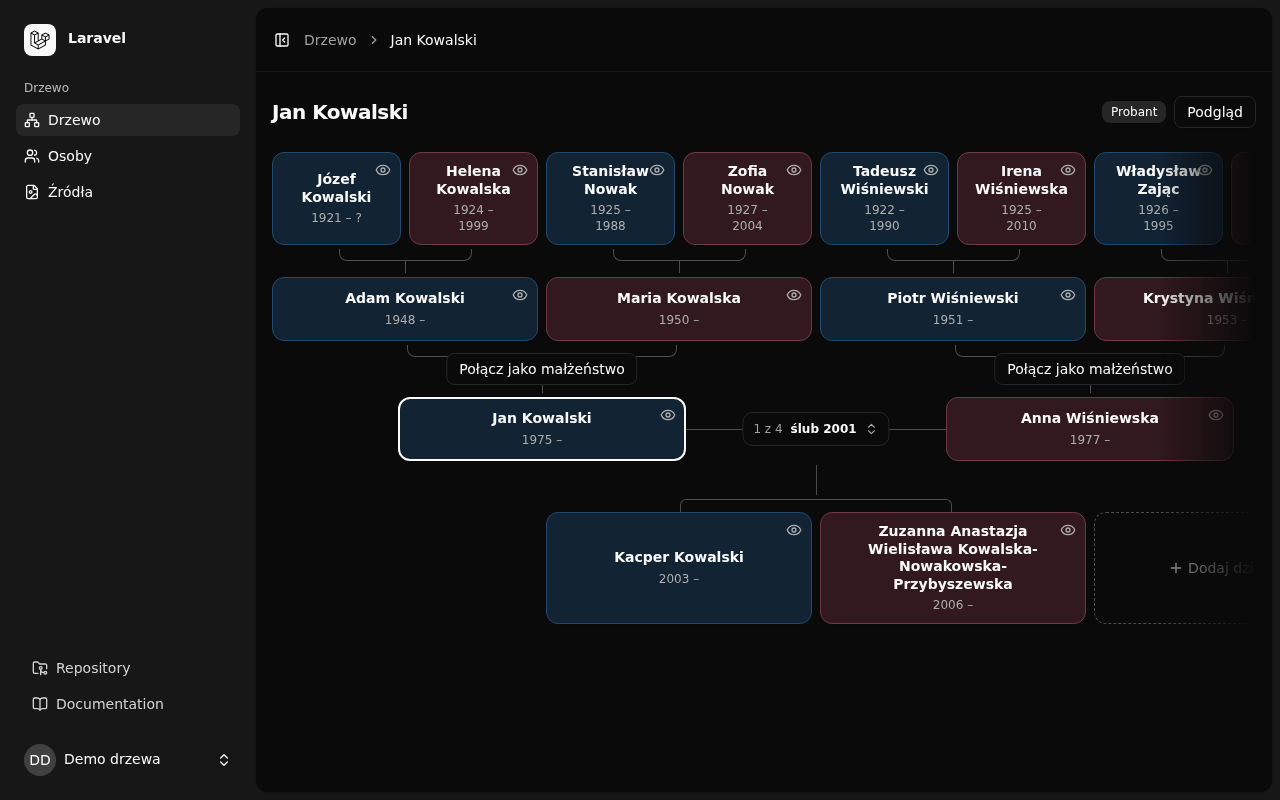 Laravel
Drzewo
Drzewo
Osoby
Źródła
Repository
Documentation
DD Demo drzewa
Drzewo > Jan Kowalski
Jan Kowalski
Probant
Podgląd
Józef
Kowalski
1921 – ?
Helena
Kowalska
1924 –
1999
Stanisław
Nowak
1925 –
1988
Zofia
Nowak
1927 –
2004
Tadeusz
Wiśniewski
1922 –
1990
Irena
Wiśniewska
1925 –
2010
Władysław
Zając
1926 –
1995
Adam Kowalski
1948 –
Maria Kowalska
1950 –
Piotr Wiśniewski
1951 –
Krystyna
1953 –
Połącz jako małżeństwo
Połącz jako małżeństwo
Jan Kowalski
1975 –
1 z 4 ślub 2001
Anna Wiśniewska
1977 –
Kacper Kowalski
2003 –
Zuzanna Anastazja
Wielisława Kowalska-
Nowakowska-
Przybyszewska
2006 –
+ Dodaj